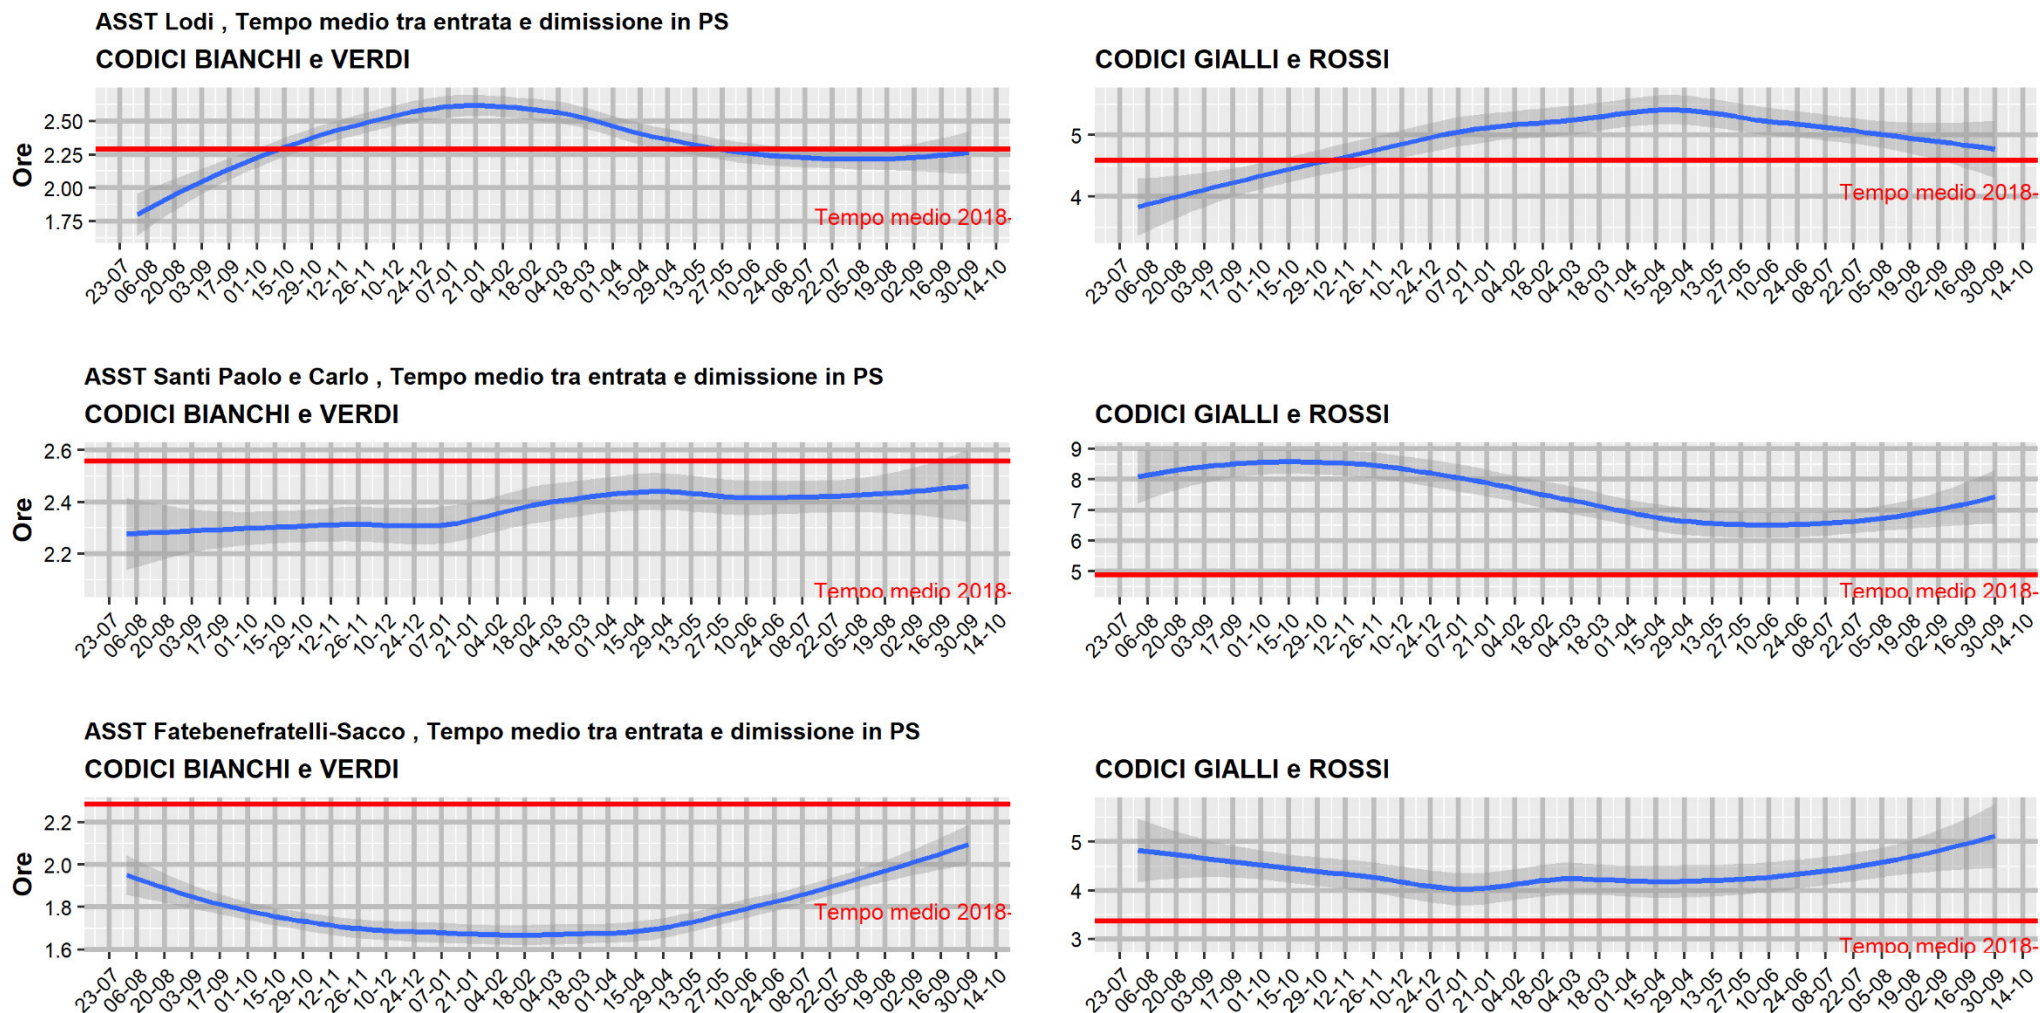 ASST Lodi , Tempo medio tra entrata e dimissione in PS
CODICI BIANCHI e VERDI
Ore
2.50
2.25
2.00
1.75
Tempo medio 2018-
23-07 06-08 20-08 03-09 17-09 01-10 15-10 29-10 12-11 26-11 10-12 24-12 07-01 21-01 04-02 18-02 04-03 18-03 01-04 15-04 29-04 13-05 27-05 10-06 24-06 08-07 22-07 05-08 19-08 02-09 16-09 30-09 14-10
CODICI GIALLI e ROSSI
5
4
Tempo medio 2018-
23-07 06-08 20-08 03-09 17-09 01-10 15-10 29-10 12-11 26-11 10-12 24-12 07-01 21-01 04-02 18-02 04-03 18-03 01-04 15-04 29-04 13-05 27-05 10-06 24-06 08-07 22-07 05-08 19-08 02-09 16-09 30-09 14-10
ASST Santi Paolo e Carlo , Tempo medio tra entrata e dimissione in PS
CODICI BIANCHI e VERDI
Ore
2.6
2.4
2.2
Tempo medio 2018-
23-07 06-08 20-08 03-09 17-09 01-10 15-10 29-10 12-11 26-11 10-12 24-12 07-01 21-01 04-02 18-02 04-03 18-03 01-04 15-04 29-04 13-05 27-05 10-06 24-06 08-07 22-07 05-08 19-08 02-09 16-09 30-09 14-10
CODICI GIALLI e ROSSI
9
8
7
6
5
Tempo medio 2018-
23-07 06-08 20-08 03-09 17-09 01-10 15-10 29-10 12-11 26-11 10-12 24-12 07-01 21-01 04-02 18-02 04-03 18-03 01-04 15-04 29-04 13-05 27-05 10-06 24-06 08-07 22-07 05-08 19-08 02-09 16-09 30-09 14-10
ASST Fatebenefratelli-Sacco , Tempo medio tra entrata e dimissione in PS
CODICI BIANCHI e VERDI
Ore
2.2
2.0
1.8
1.6
Tempo medio 2018-
23-07 06-08 20-08 03-09 17-09 01-10 15-10 29-10 12-11 26-11 10-12 24-12 07-01 21-01 04-02 18-02 04-03 18-03 01-04 15-04 29-04 13-05 27-05 10-06 24-06 08-07 22-07 05-08 19-08 02-09 16-09 30-09 14-10
CODICI GIALLI e ROSSI
5
4
3
Tempo medio 2018-
23-07 06-08 20-08 03-09 17-09 01-10 15-10 29-10 12-11 26-11 10-12 24-12 07-01 21-01 04-02 18-02 04-03 18-03 01-04 15-04 29-04 13-05 27-05 10-06 24-06 08-07 22-07 05-08 19-08 02-09 16-09 30-09 14-10